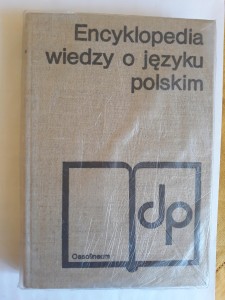 Encyklopedia
wiedzy o języku
polskim
dp
Ossolineum